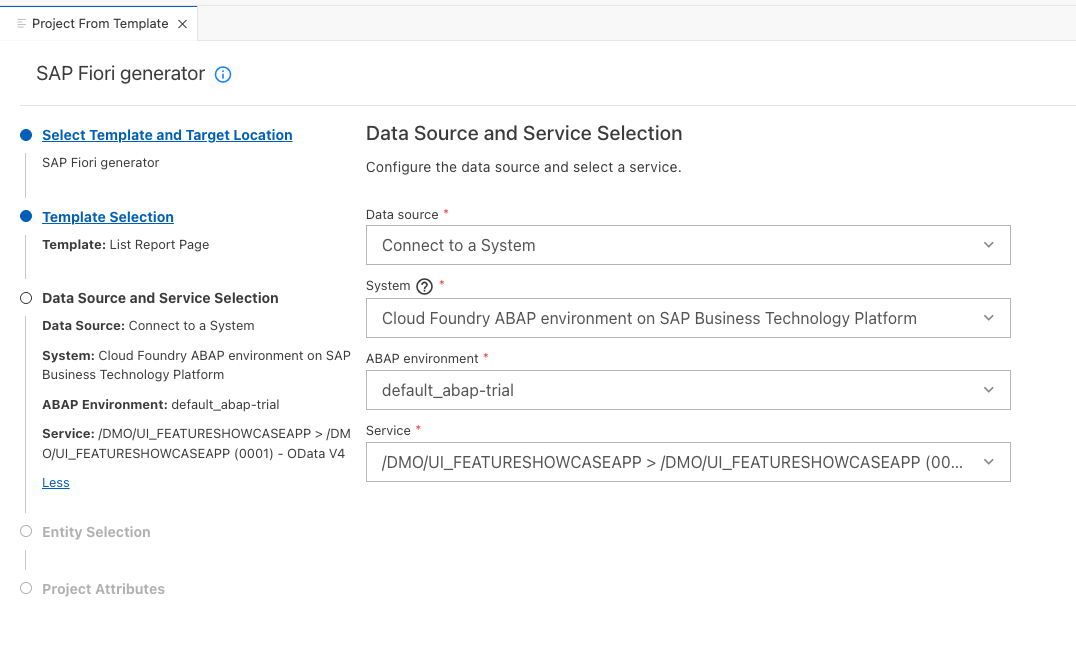 Project From Template
SAP Fiori generator
Select Template and Target Location
SAP Fiori generator
Template Selection
Template: List Report Page
Data Source and Service Selection
Data Source: Connect to a System
System: Cloud Foundry ABAP environment on SAP
Business Technology Platform
ABAP Environment: default_abap-trial
Service: /DMO/UI_FEATURESHOWCASEAPP > /DM
O/UI_FEATURESHOWCASEAPP (0001) - OData V4
Less
Entity Selection
Project Attributes
Data Source and Service Selection
Configure the data source and select a service.
Data source *
Connect to a System
System ? *
Cloud Foundry ABAP environment on SAP Business Technology Platform
ABAP environment *
default_abap-trial
Service *
/DMO/UI_FEATURESHOWCASEAPP > /DMO/UI_FEATURESHOWCASEAPP (00...